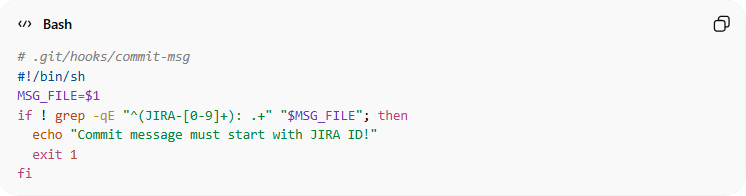 Bash
# .git/hooks/commit-msg
#!/bin/sh
MSG_FILE=$1
if ! grep -qE "^(JIRA-[0-9]+): .+" "$MSG_FILE"; then
  echo "Commit message must start with JIRA ID!"
  exit 1
fi